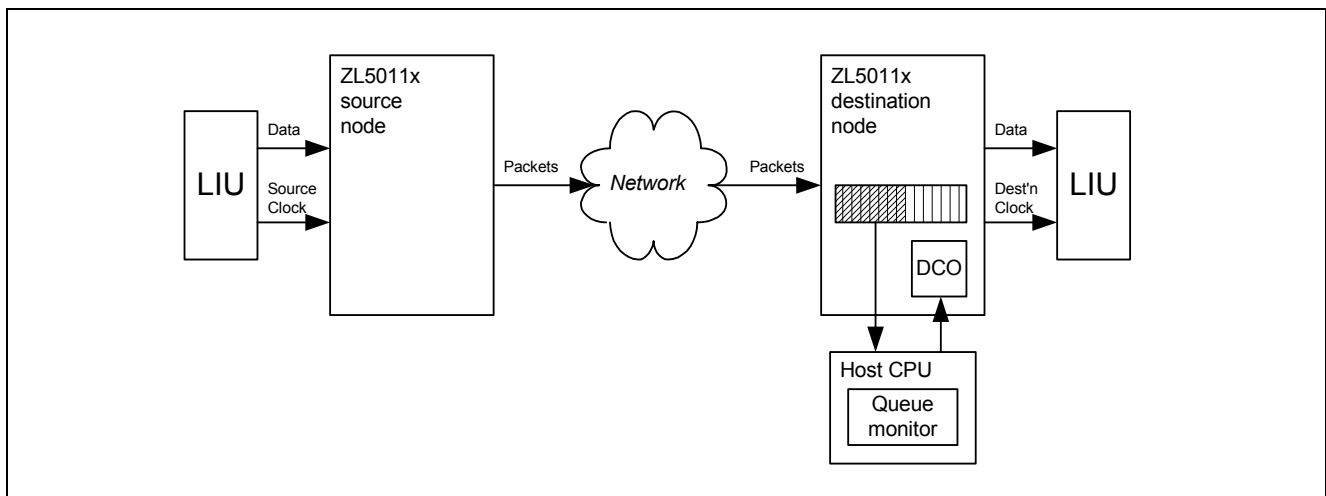 LIU
Data
Source
Clock
ZL5011x
source
node
Packets
Network
Packets
ZL5011x
destination
node
DCO
Data
Dest'n
Clock
LIU
Host CPU
Queue
monitor